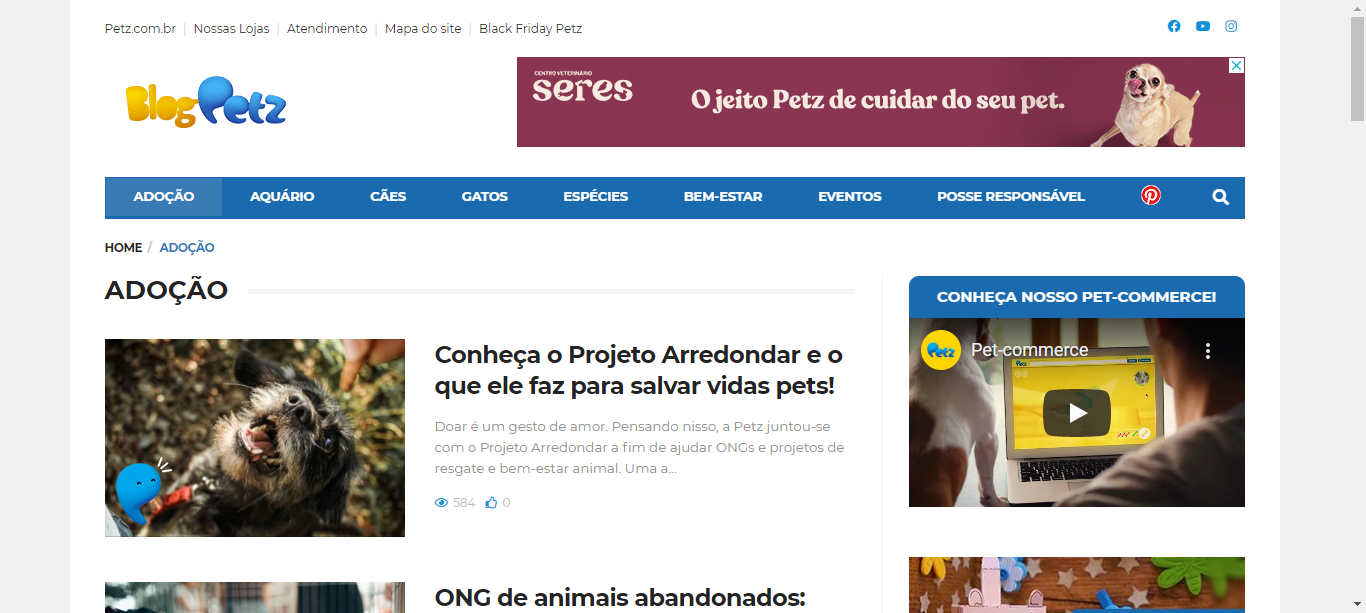 Petz.com.br | Nossas Lojas | Atendimento | Mapa do site | Black Friday Petz
BlogPetz
CENTRO VETERINÁRIO
seres
O jeito Petz de cuidar do seu pet.
ADOÇÃO AQUÁRIO CÃES GATOS ESPÉCIES BEM-ESTAR EVENTOS POSSE RESPONSÁVEL
HOME / ADOÇÃO
ADOÇÃO
Conheça o Projeto Arredondar e o
que ele faz para salvar vidas pets!
Doar é um gesto de amor. Pensando nisso, a Petz juntou-se
com o Projeto Arredondar a fim de ajudar ONGs e projetos de
resgate e bem-estar animal. Uma a...
584 0
ONG de animais abandonados:
CONHEÇA NOSSO PET-COMMERCE!
Petz Pet-commerce